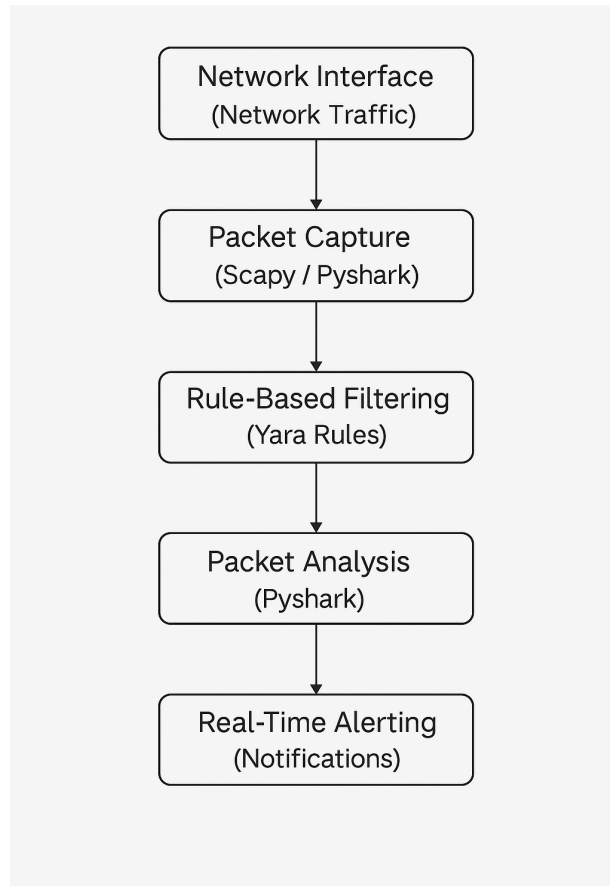 Network Interface
(Network Traffic)
Packet Capture
(Scapy / Pyshark)
Rule-Based Filtering
(Yara Rules)
Packet Analysis
(Pyshark)
Real-Time Alerting
(Notifications)